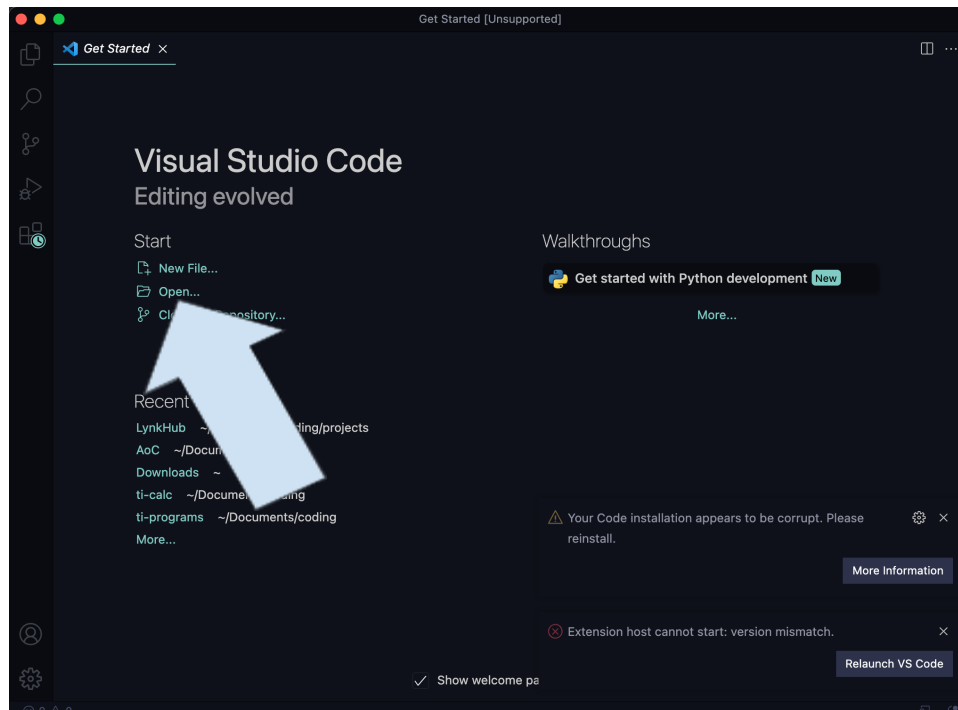 Get Started [Unsupported]
Get Started
Visual Studio Code
Editing evolved
Start
New File...
Open...
Repository...
Recent
LynkHub ~/ ding/projects
AoC ~/Docu
Downloads ~
ti-calc ~/Docume
ti-programs ~/Documents/coding
More...
Walkthroughs
Get started with Python development New
More...
Your Code installation appears to be corrupt. Please
reinstall.
More Information
Extension host cannot start: version mismatch.
Relaunch VS Code
Show welcome pa